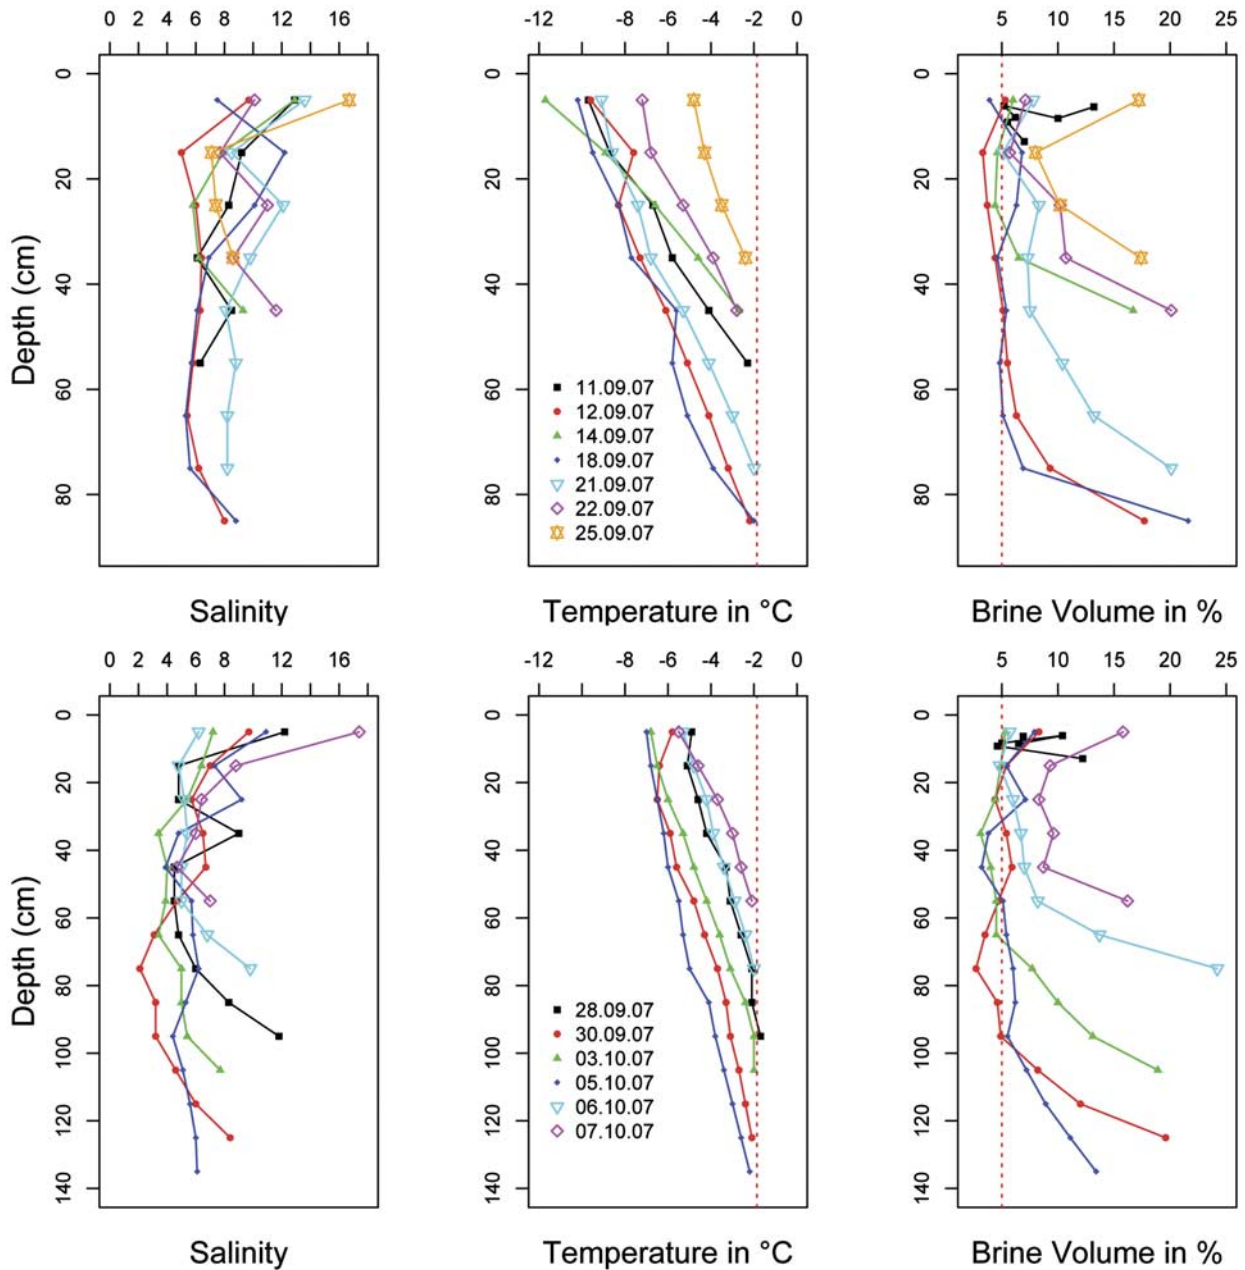 0 2 4 6 8 12 16
-12 -10 -8 -6 -4 -2 0
5 10 15 20 25
Depth (cm)
0
20
40
60
80
11.09.07
12.09.07
14.09.07
18.09.07
21.09.07
22.09.07
25.09.07
Salinity
Temperature in °C
Brine Volume in %
0 2 4 6 8 12 16
-12 -10 -8 -6 -4 -2 0
5 10 15 20 25
Depth (cm)
0
20
40
60
80
100
120
140
28.09.07
30.09.07
03.10.07
05.10.07
06.10.07
07.10.07
Salinity
Temperature in °C
Brine Volume in %